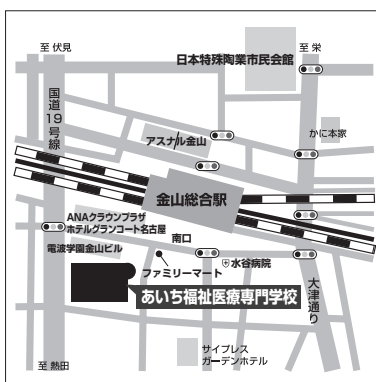 至 伏見
至 栄
日本特殊陶業市民会館
国道19号線
アスナル金山
かに本家
金山総合駅
ANAクラウンプラザ
ホテルグランコート名古屋
南口
電波学園金山ビル
水谷病院
ファミリーマート
あいち福祉医療専門学校
大津通り
サイプレス
ガーデンホテル
至 熱田